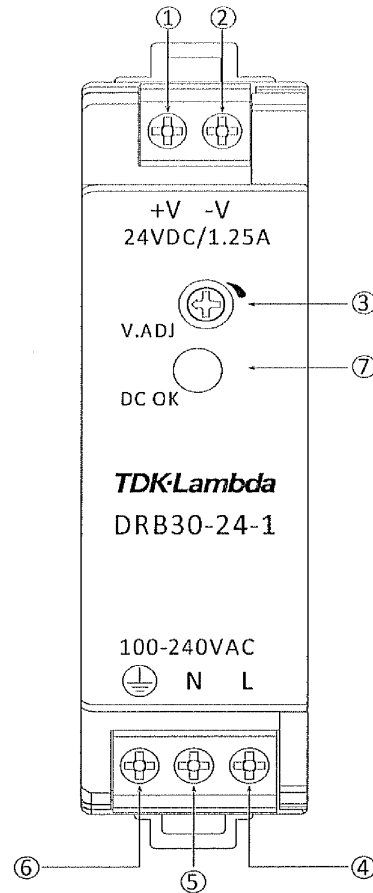 ① ②
+V -V
24VDC/1.25A
③
V.ADJ
⑦
DC OK
TDK·Lambda
DRB30-24-1
100-240VAC
N L
⑥ ⑤ ④